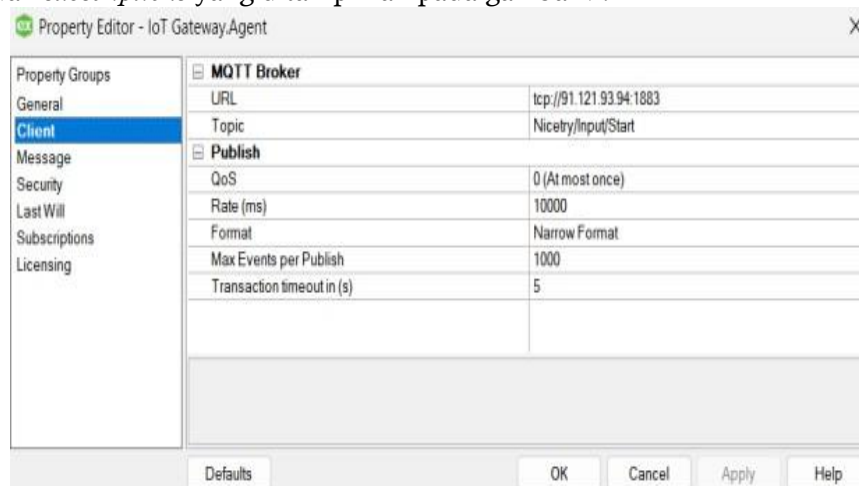 Property Editor - IoT Gateway.Agent
Property Groups
General
Client
Message
Security
Last Will
Subscriptions
Licensing
MQTT Broker
URL tcp://91.121.93.94:1883
Topic Nicetry/Input/Start
Publish
QoS 0 (At most once)
Rate (ms) 10000
Format Narrow Format
Max Events per Publish 1000
Transaction timeout in (s) 5
Defaults OK Cancel Apply Help